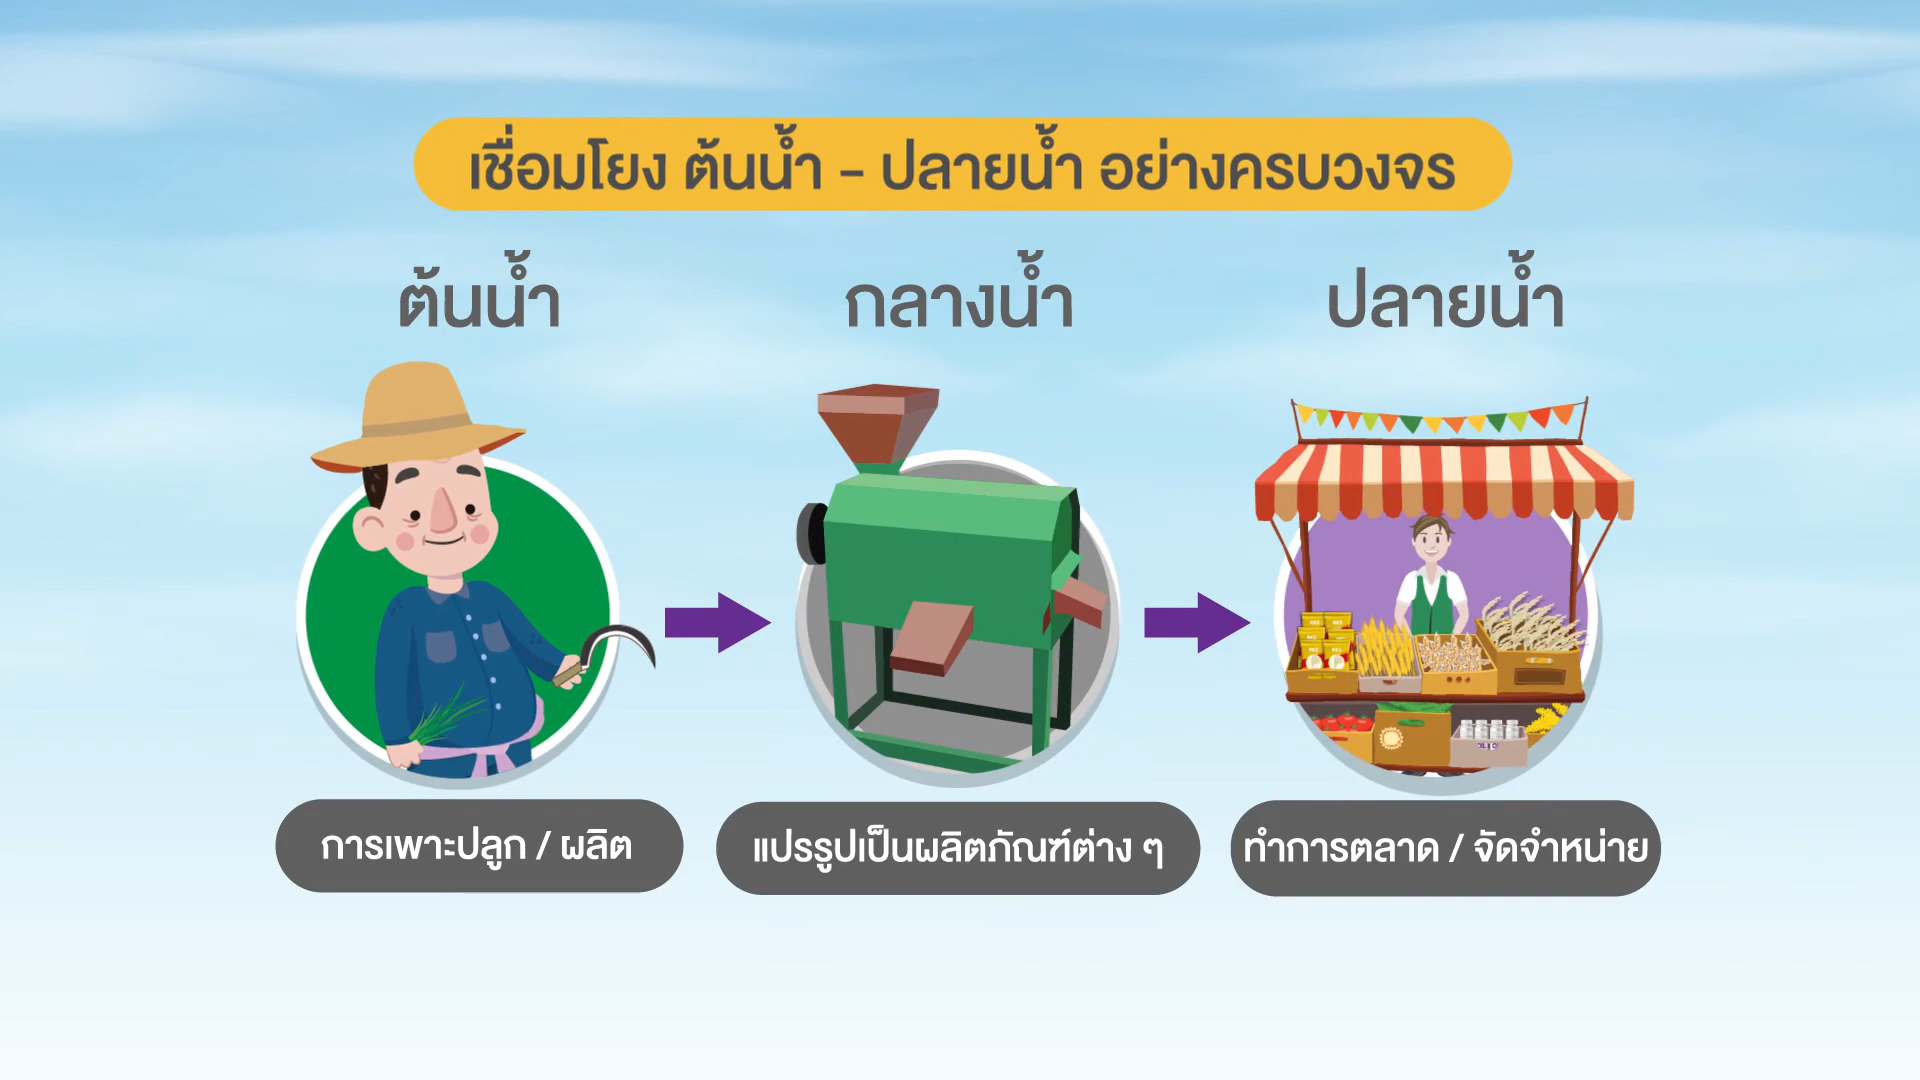 เชื่อมโยง ต้นน้ำ - ปลายน้ำ อย่างครบวงจร
ต้นน้ำ
กลางน้ำ
ปลายน้ำ
การเพาะปลูก / ผลิต
แปรรูปเป็นผลิตภัณฑ์ต่าง ๆ
ทำการตลาด / จัดจำหน่าย